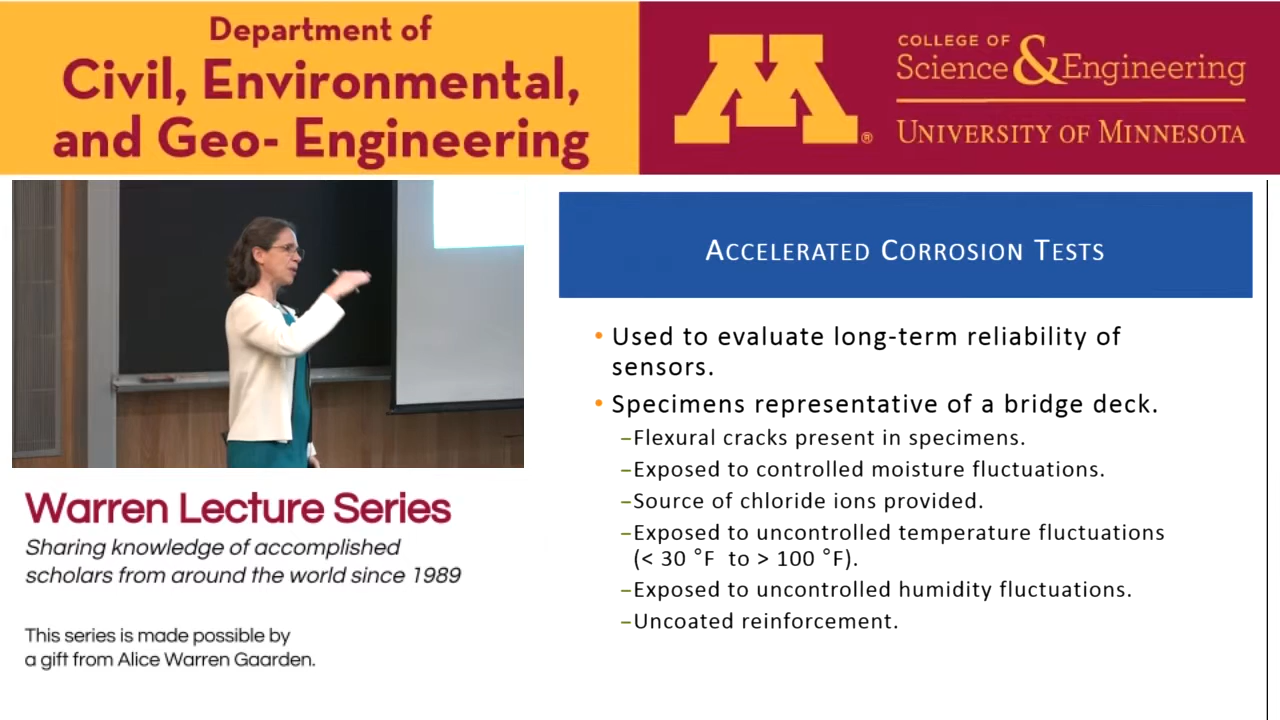 Department of
Civil, Environmental,
and Geo- Engineering
M®
COLLEGE OF
Science & Engineering
UNIVERSITY OF MINNESOTA
ACCELERATED CORROSION TESTS
• Used to evaluate long-term reliability of
sensors.
• Specimens representative of a bridge deck.
–Flexural cracks present in specimens.
–Exposed to controlled moisture fluctuations.
–Source of chloride ions provided.
–Exposed to uncontrolled temperature fluctuations
(< 30 °F to > 100 °F).
–Exposed to uncontrolled humidity fluctuations.
–Uncoated reinforcement.
Warren Lecture Series
Sharing knowledge of accomplished
scholars from around the world since 1989
This series is made possible by
a gift from Alice Warren Gaarden.